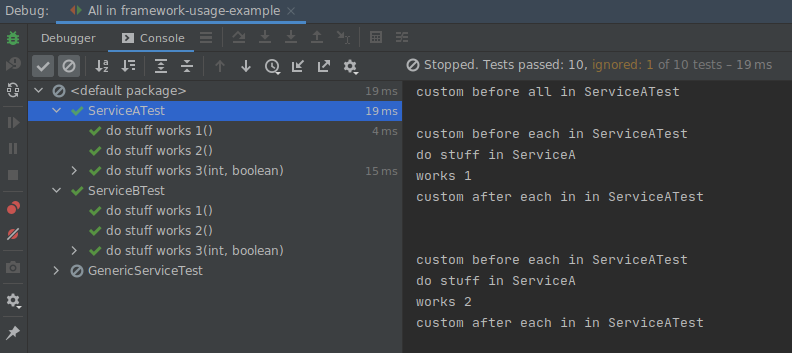 Debug: All in framework-usage-example ×
Debugger Console
Stopped. Tests passed: 10, ignored: 1 of 10 tests – 19 ms
<default package> 19 ms
ServiceATest 19 ms
do stuff works 1() 4 ms
do stuff works 2()
do stuff works 3(int, boolean) 15 ms
ServiceBTest
do stuff works 1()
do stuff works 2()
do stuff works 3(int, boolean)
GenericServiceTest
custom before all in ServiceATest
custom before each in ServiceATest
do stuff in ServiceA
works 1
custom after each in in ServiceATest
custom before each in ServiceATest
do stuff in ServiceA
works 2
custom after each in in ServiceATest